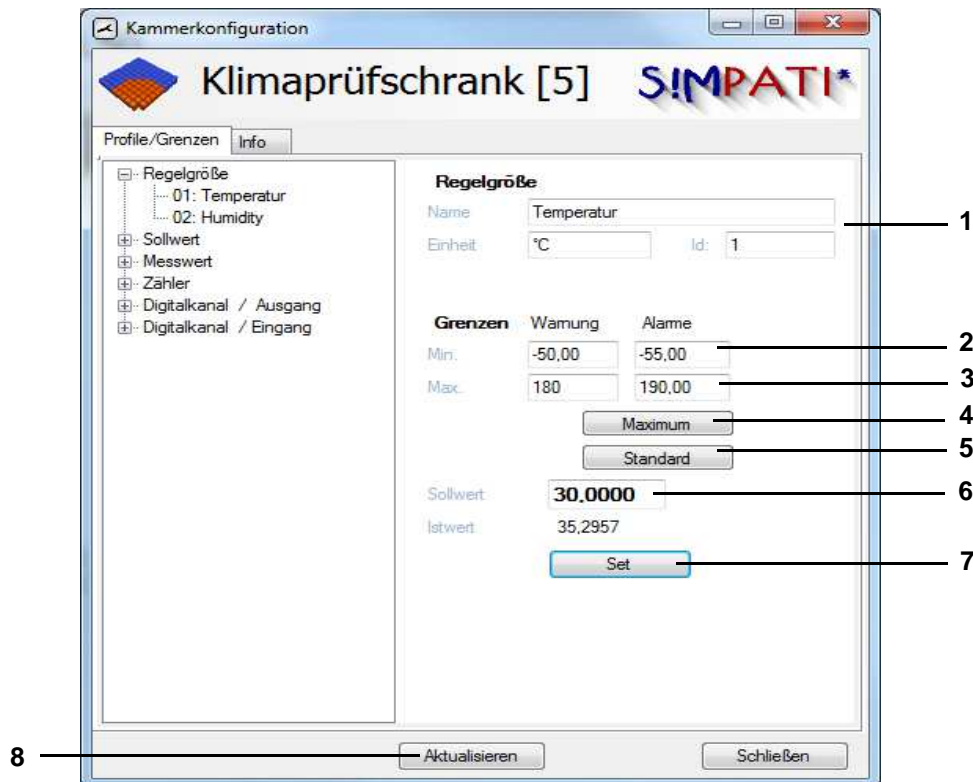 Kammerkonfiguration
Klimaprüfschrank [5]
S!MPATI*
Profile/Grenzen
Info
Regelgröße
01: Temperatur
02: Humidity
Sollwert
Messwert
Zähler
Digitalkanal / Ausgang
Digitalkanal / Eingang
Regelgröße
Name Temperatur
1
Einheit °C Id: 1
Grenzen Warnung Alarme
Min. -50,00 -55,00
2
Max. 180 190,00
3
Maximum
4
Standard
5
Sollwert 30,0000
6
Istwert 35,2957
Set
7
8
Aktualisieren
Schließen